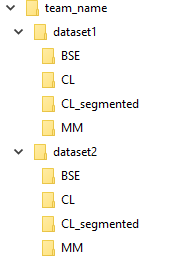 team_name
dataset1
BSE
CL
CL_segmented
MM
dataset2
BSE
CL
CL_segmented
MM